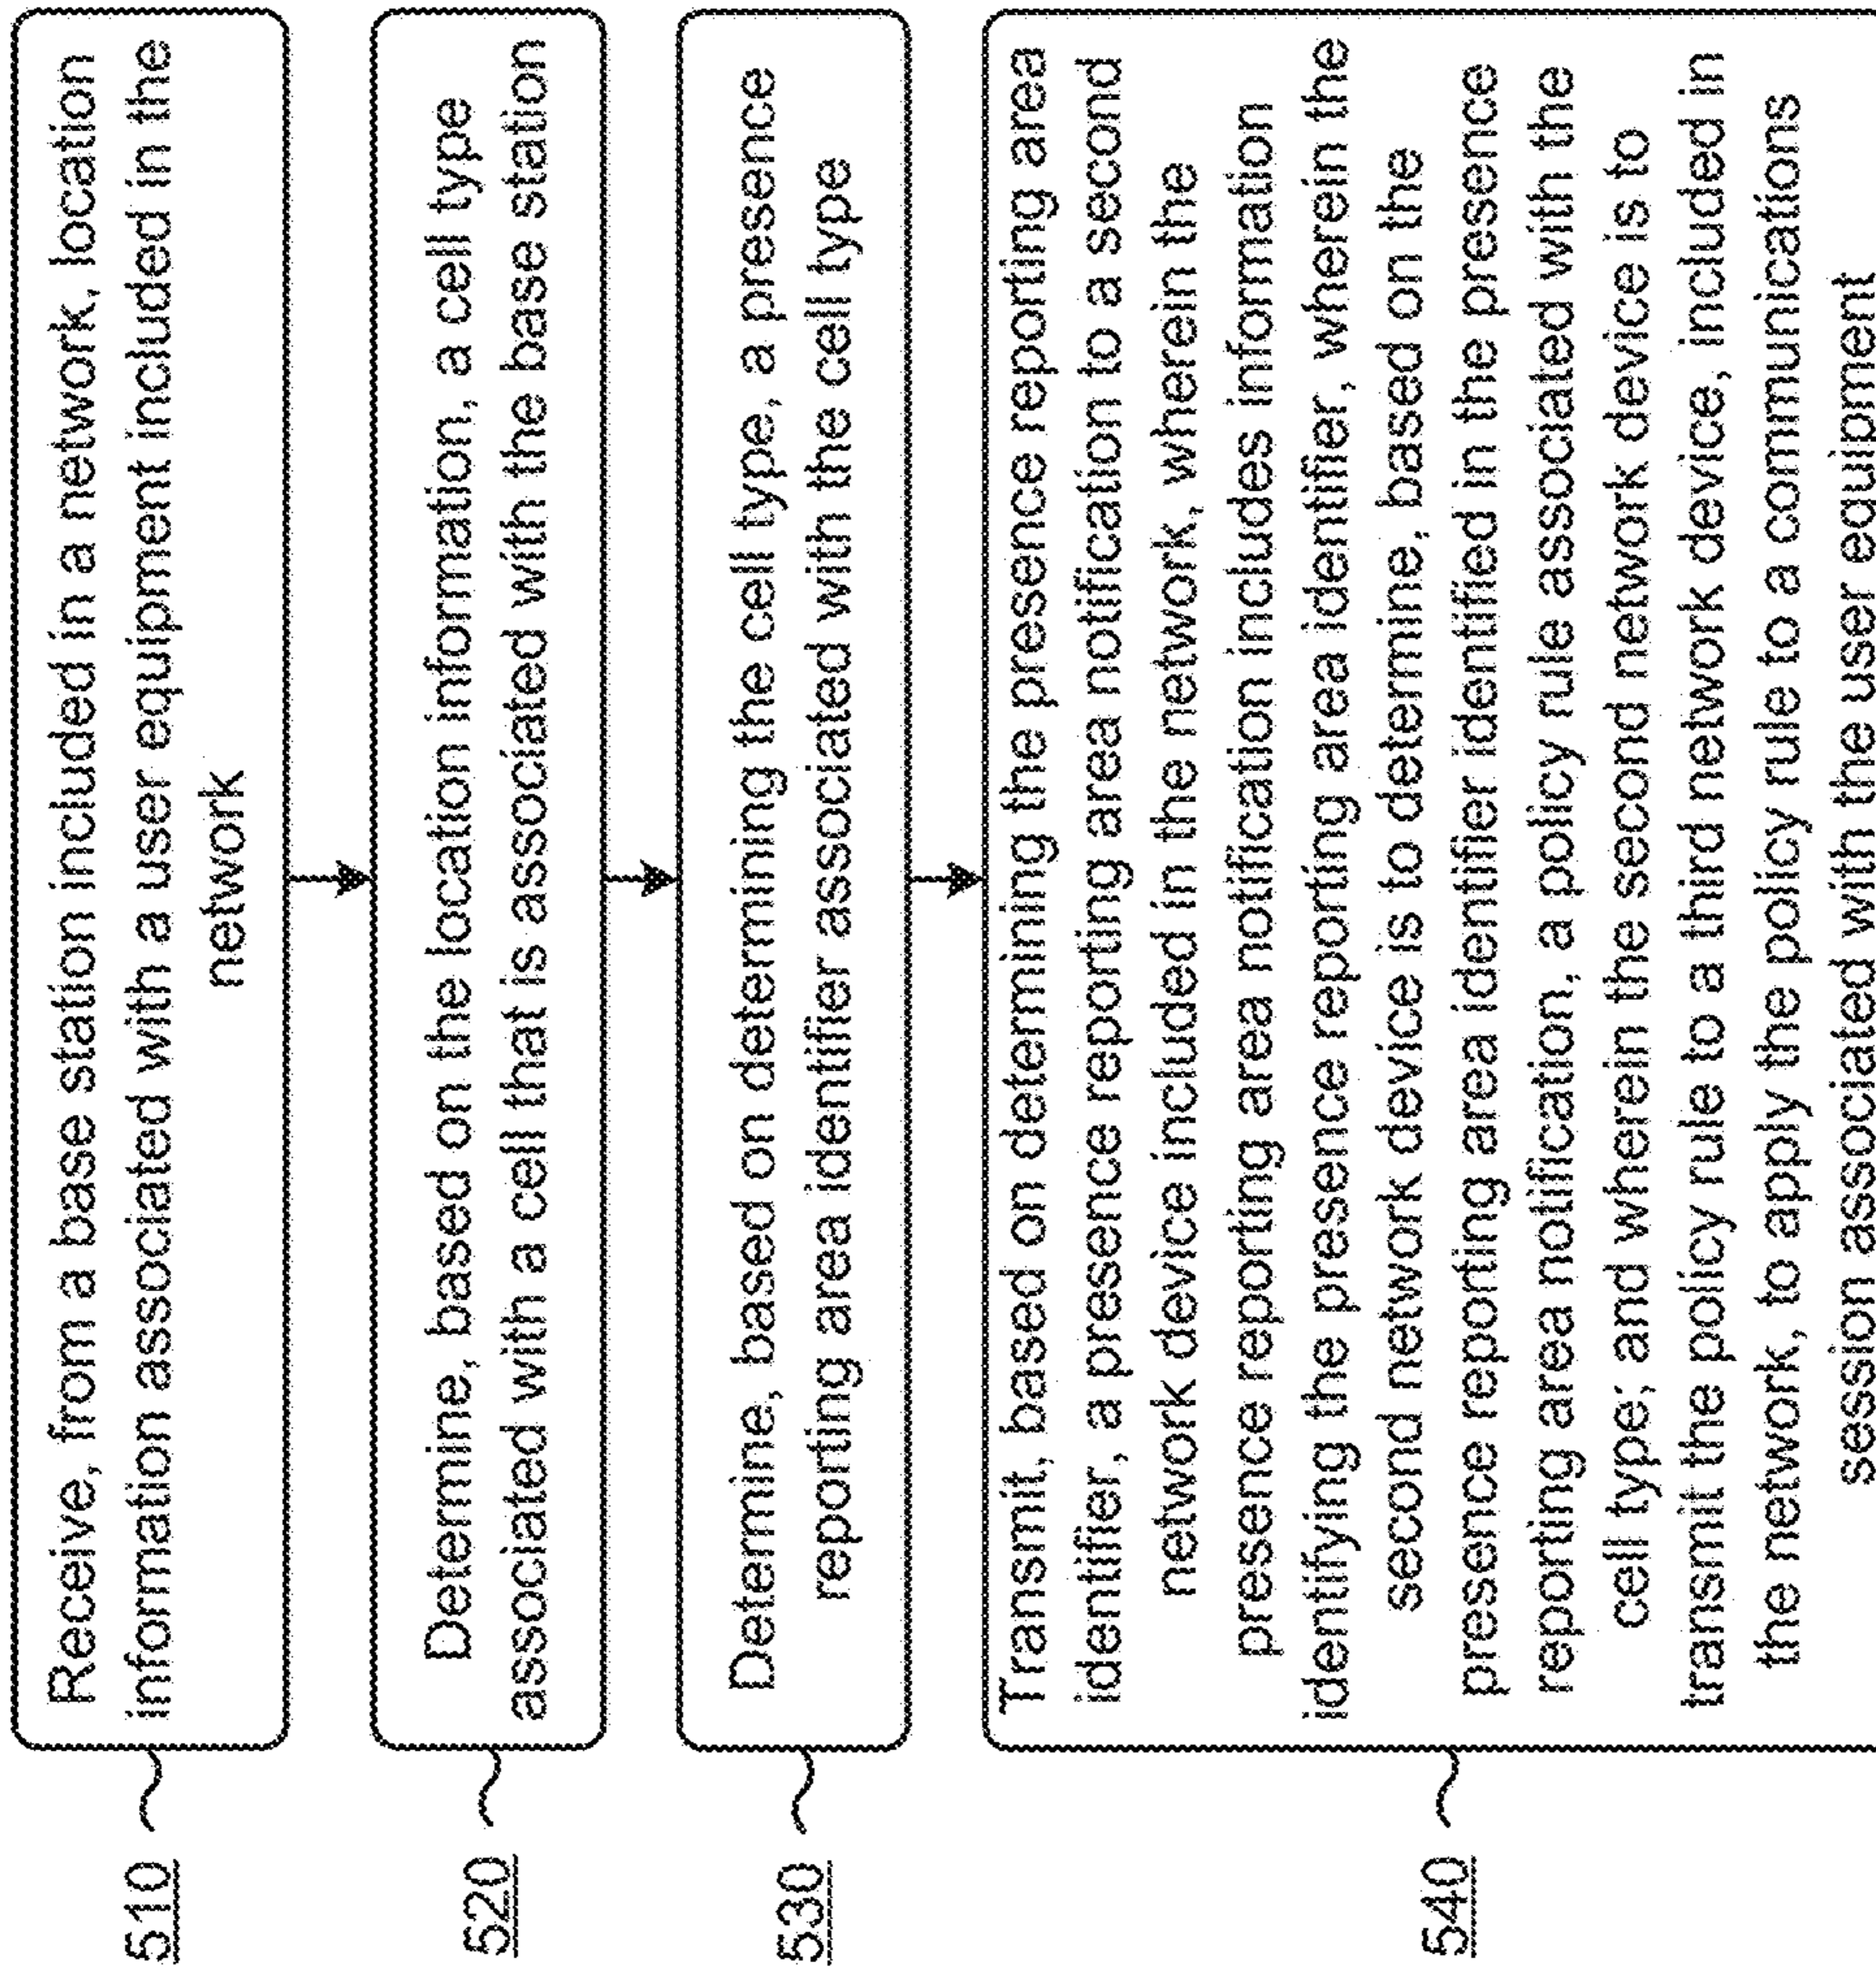 510
Receive, from a base station included in a network, location
information associated with a user equipment included in the
network
520
Determine, based on the location information, a cell type
associated with a cell that is associated with the base station
530
Determine, based on determining the cell type, a presence
reporting area identifier associated with the cell type
540
Transmit, based on determining the presence reporting area
identifier, a presence reporting area notification to a second
network device included in the network, wherein the
presence reporting area notification includes information
identifying the presence reporting area identifier, wherein the
second network device is to determine, based on the
presence reporting area identifier identified in the presence
reporting area notification, a policy rule associated with the
cell type; and wherein the second network device is to
transmit the policy rule to a third network device, included in
the network, to apply the policy rule to a communications
session associated with the user equipment